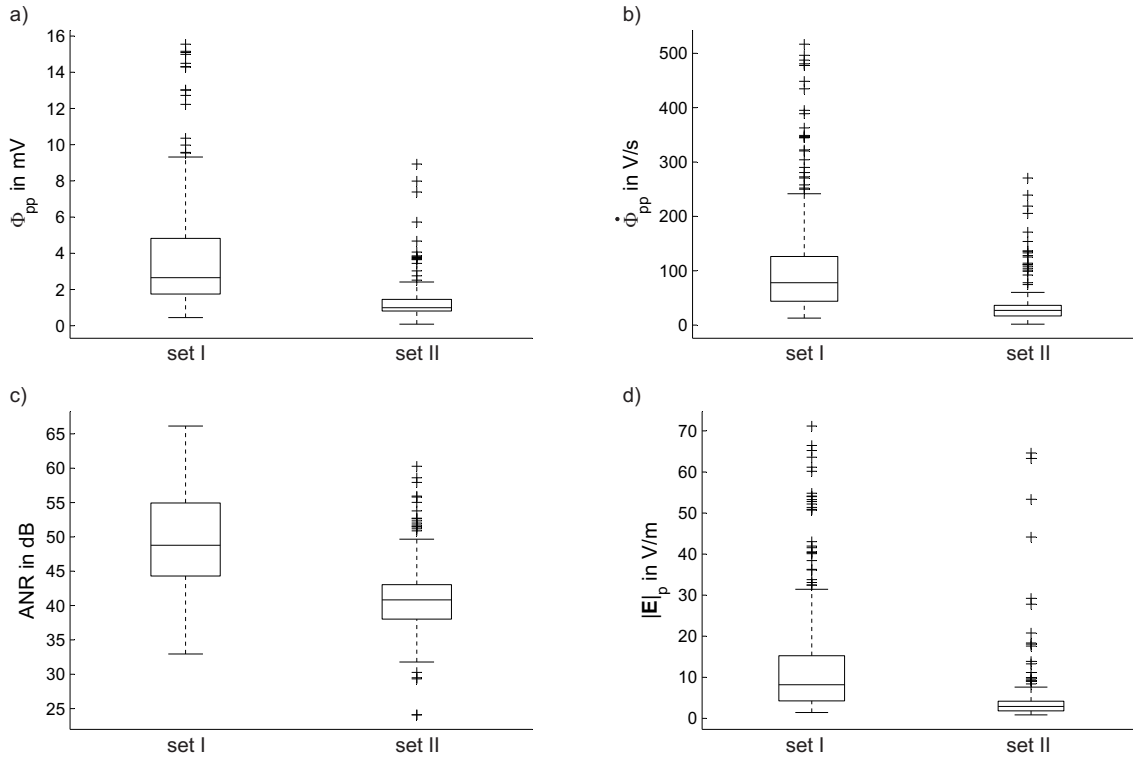 a)
Φpp in mV
16
14
12
10
8
6
4
2
0
set I
set II
b)
Φ̇pp in V/s
500
400
300
200
100
0
set I
set II
c)
ANR in dB
65
60
55
50
45
40
35
30
25
set I
set II
d)
|E|p in V/m
70
60
50
40
30
20
10
0
set I
set II